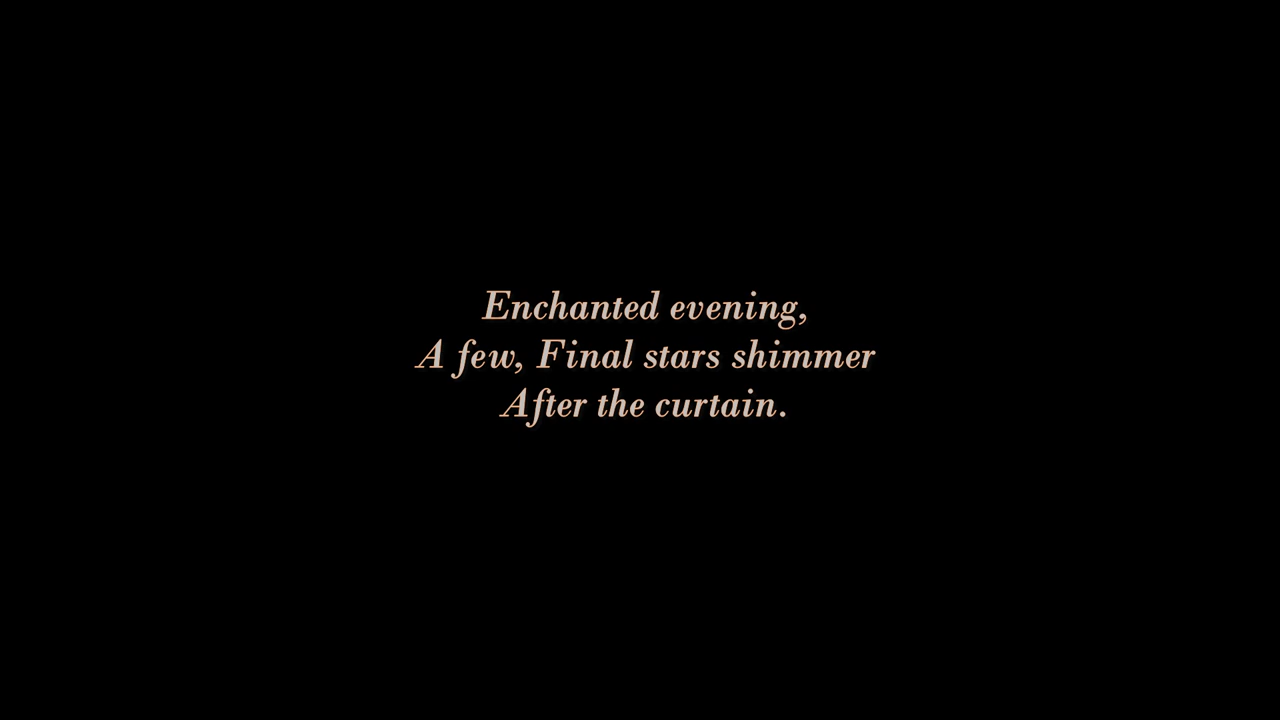 Enchanted evening,
A few, Final stars shimmer
After the curtain.